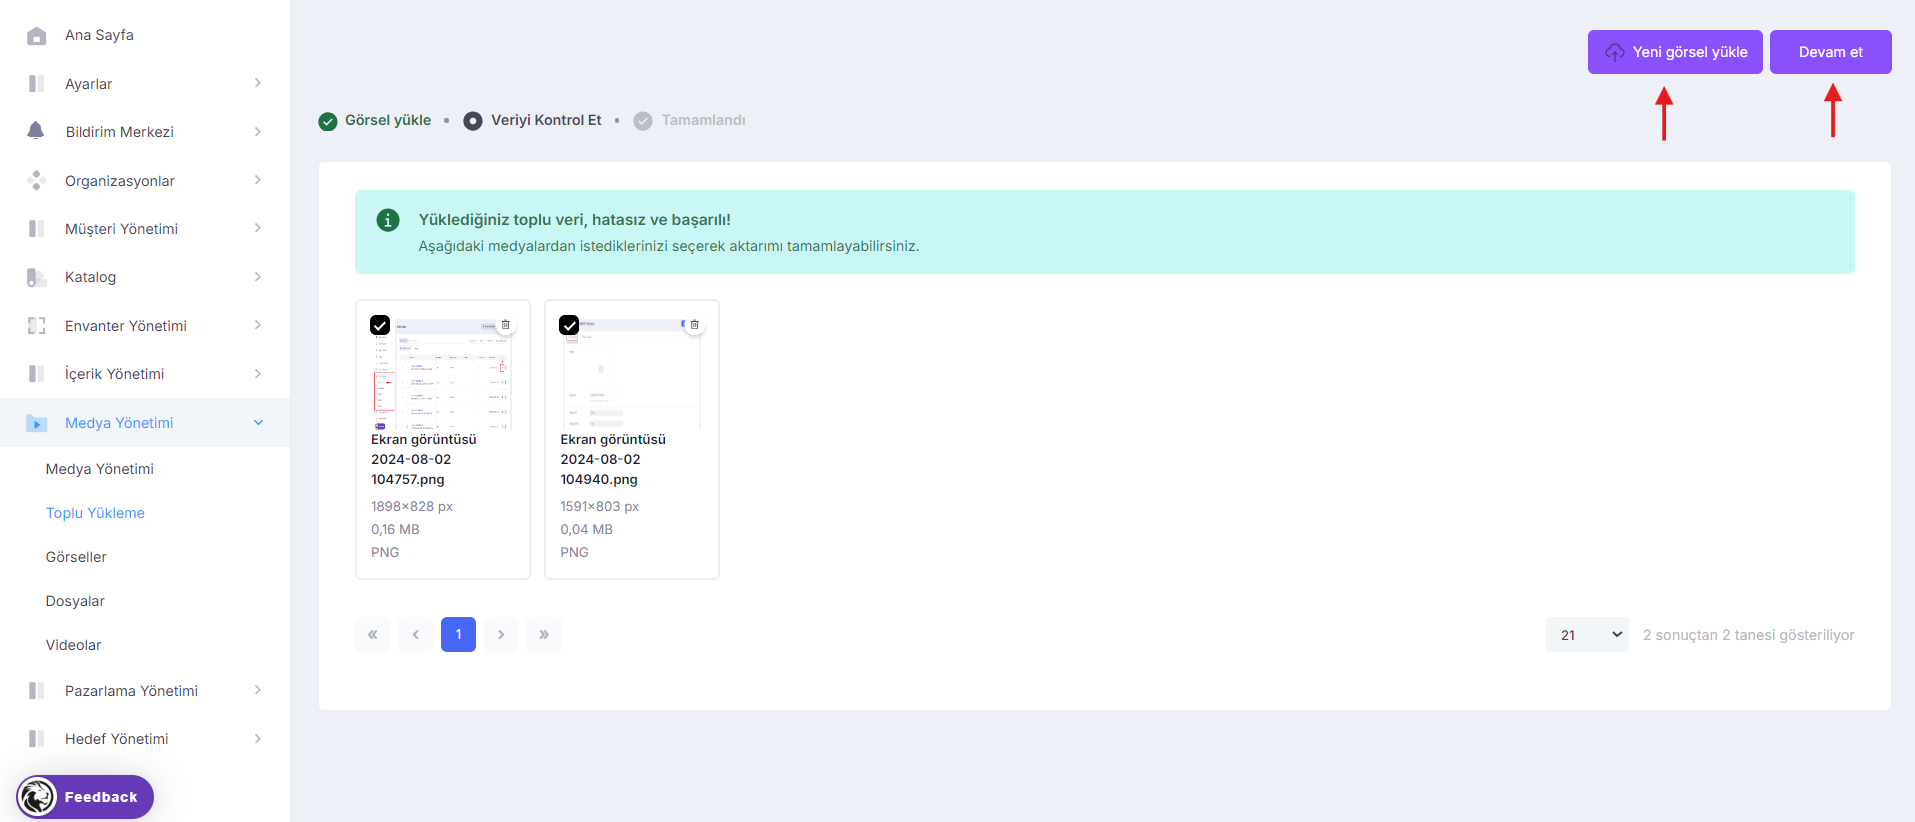 Ana Sayfa
Ayarlar
Bildirim Merkezi
Organizasyonlar
Müşteri Yönetimi
Katalog
Envanter Yönetimi
İçerik Yönetimi
Medya Yönetimi
Medya Yönetimi
Toplu Yükleme
Görseller
Dosyalar
Videolar
Pazarlama Yönetimi
Hedef Yönetimi
Feedback
Yeni görsel yükle
Devam et
Görsel yükle • Veriyi Kontrol Et • Tamamlandı
Yüklediğiniz toplu veri, hatasız ve başarılı!
Aşağıdaki medyalardan istediklerinizi seçerek aktarımı tamamlayabilirsiniz.
Ekran görüntüsü
2024-08-02
104757.png
1898x828 px
0,16 MB
PNG
Ekran görüntüsü
2024-08-02
104940.png
1591x803 px
0,04 MB
PNG
« ‹ 1 › »
21
2 sonuçtan 2 tanesi gösteriliyor